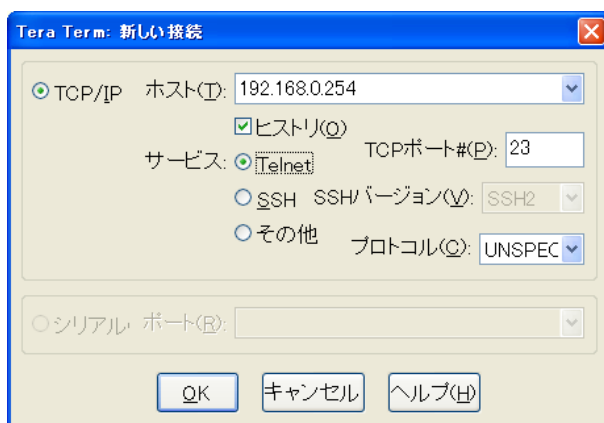 Tera Term: 新しい接続
TCP/IP ホスト(T): 192.168.0.254
ヒストリ(O)
サービス: Telnet TCPポート#(P): 23
SSH SSHバージョン(V): SSH2
その他 プロトコル(C): UNSPEC
シリアル ポート(R):
OK キャンセル ヘルプ(H)